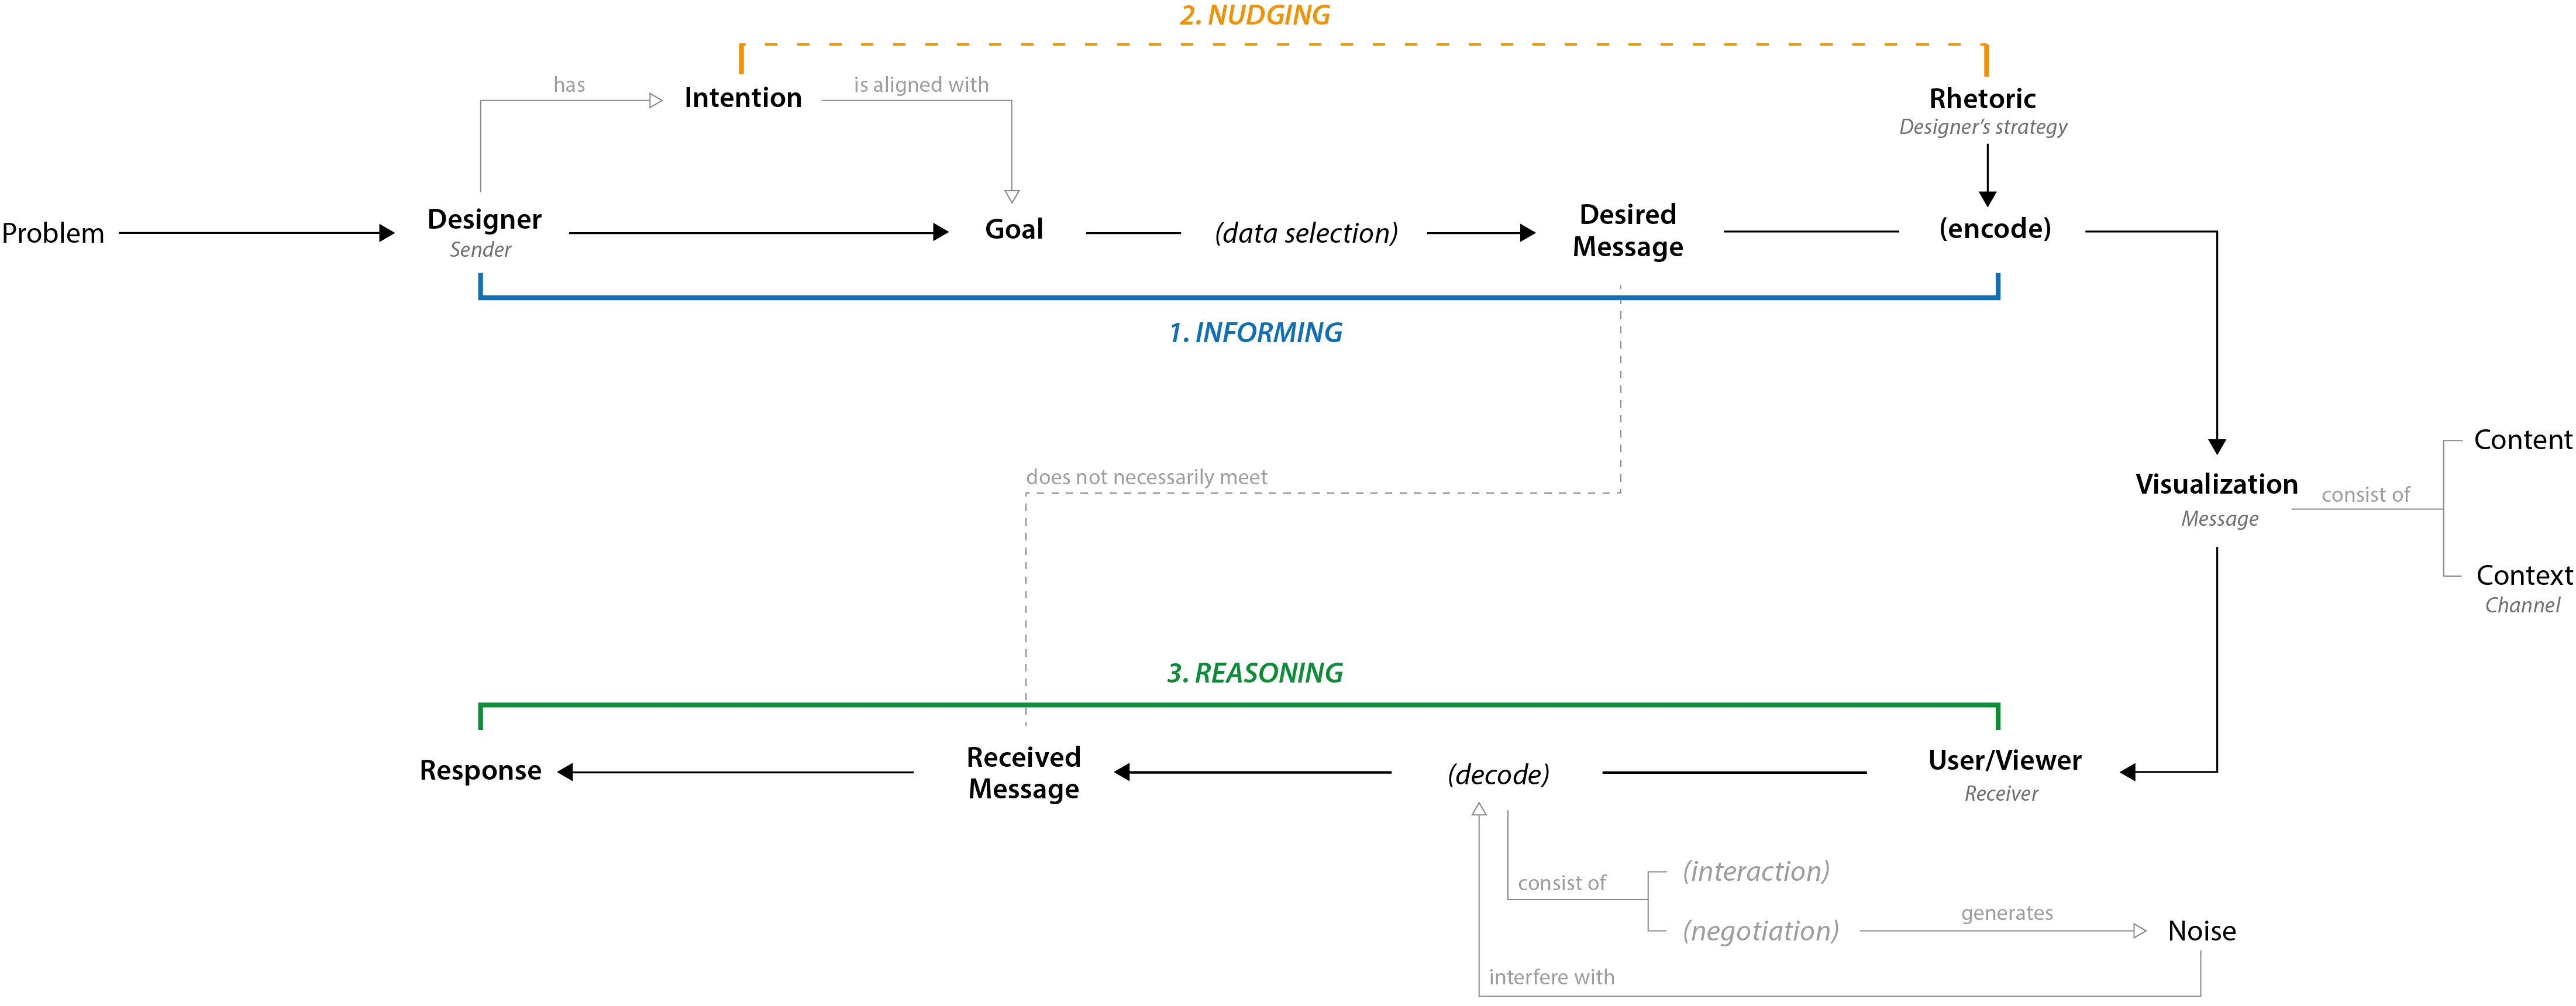 2. NUDGING
has
Intention
is aligned with
Rhetoric
Designer's strategy
Problem
Designer
Sender
Goal
(data selection)
Desired
Message
(encode)
1. INFORMING
does not necessarily meet
Visualization
Message
consist of
Content
Context
Channel
3. REASONING
Response
Received
Message
(decode)
User/Viewer
Receiver
consist of
(interaction)
(negotiation)
generates
Noise
interfere with